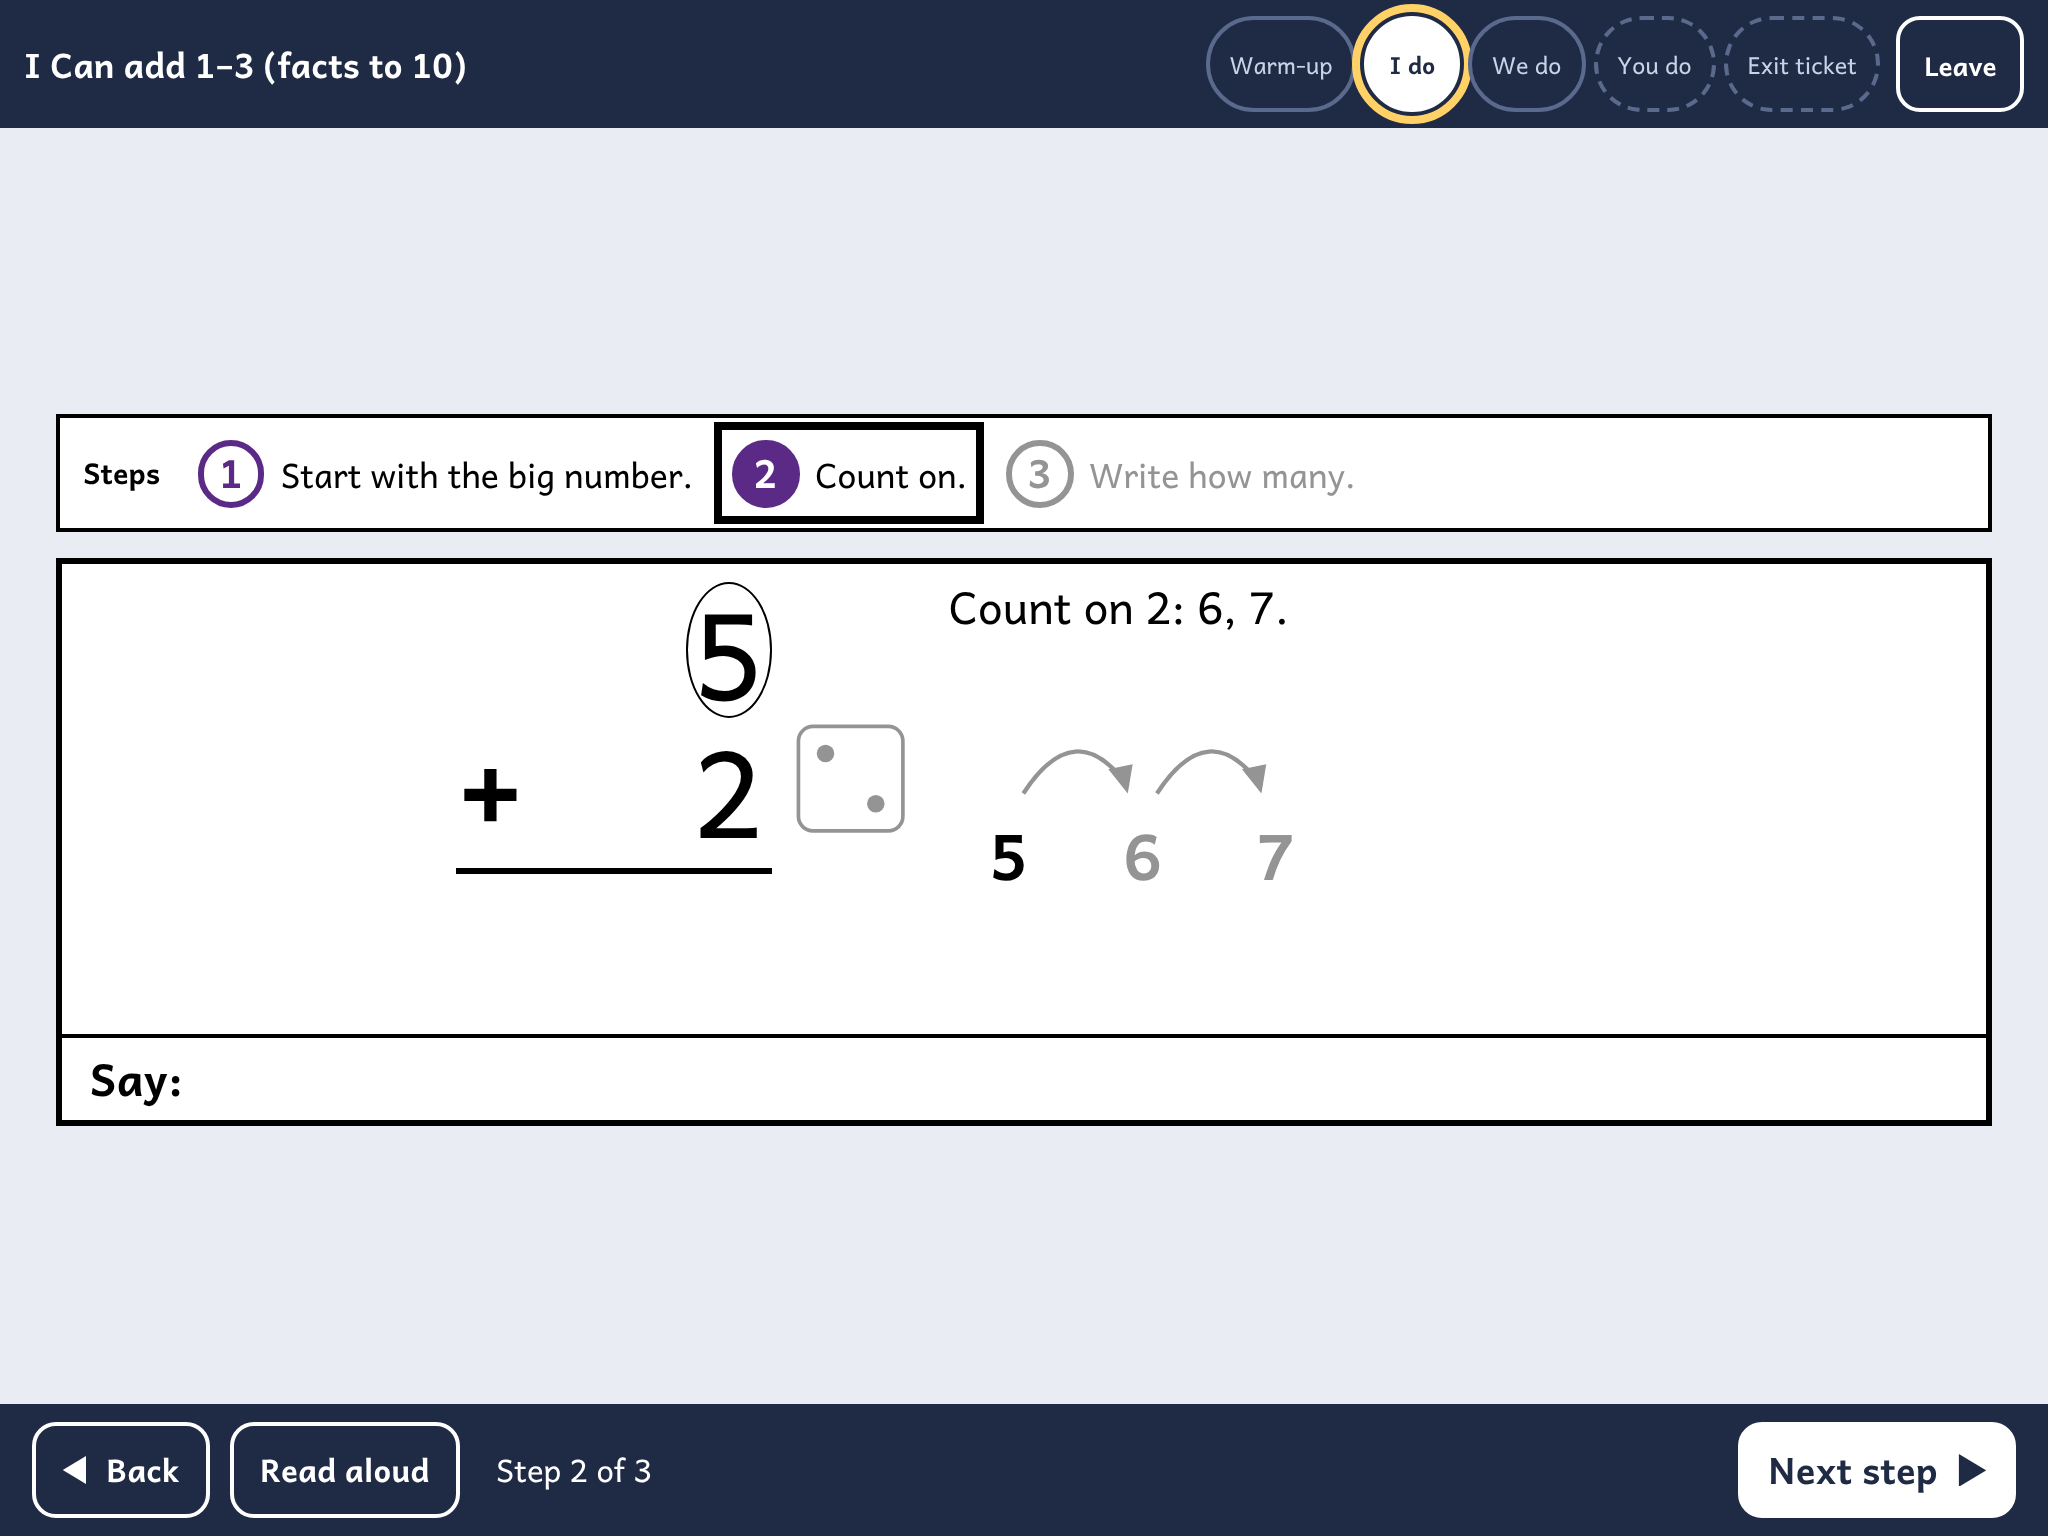 I Can add 1–3 (facts to 10)
Warm-up
I do
We do
You do
Exit ticket
Leave
Steps 1 Start with the big number. 2 Count on. 3 Write how many.
Count on 2: 6, 7.
5
+ 2
5 6 7
Say:
Back
Read aloud
Step 2 of 3
Next step